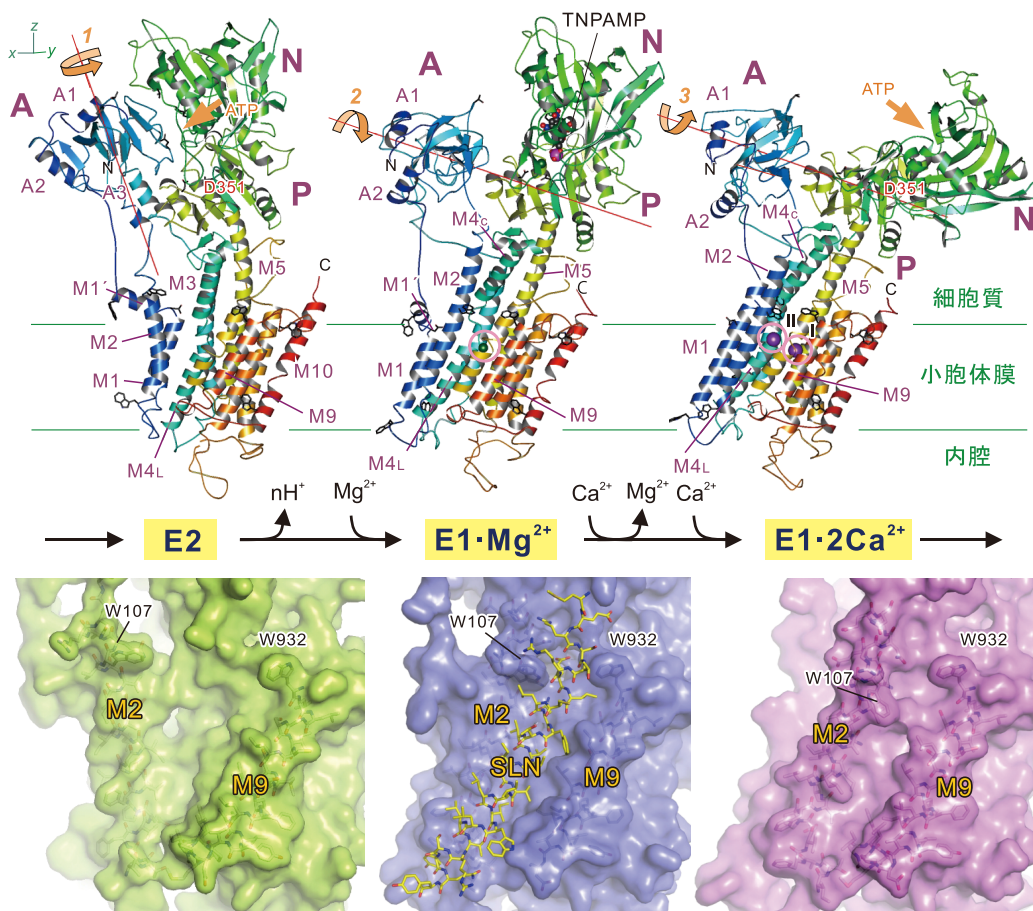 z
x y
1
A
A1
A2
A3
N
N
ATP
D351
P
M3
M5
C
M1'
M2
M1
M10
M9
M4L
TNPAMP
2
A
A1
N
N
A2
P
M4C
M2
M5
M1'
C
M1
M9
M4L
3
A
A1
ATP
N
A2
D351
N
M4C
M2
P
M5
C
II
I
M1
M9
M4L
細胞質
小胞体膜
内腔
nH⁺
Mg²⁺
Ca²⁺
Mg²⁺
Ca²⁺
E2
E1·Mg²⁺
E1·2Ca²⁺
W107
W932
M2
M9
W107
W932
M2
SLN
M9
W932
W107
M2
M9